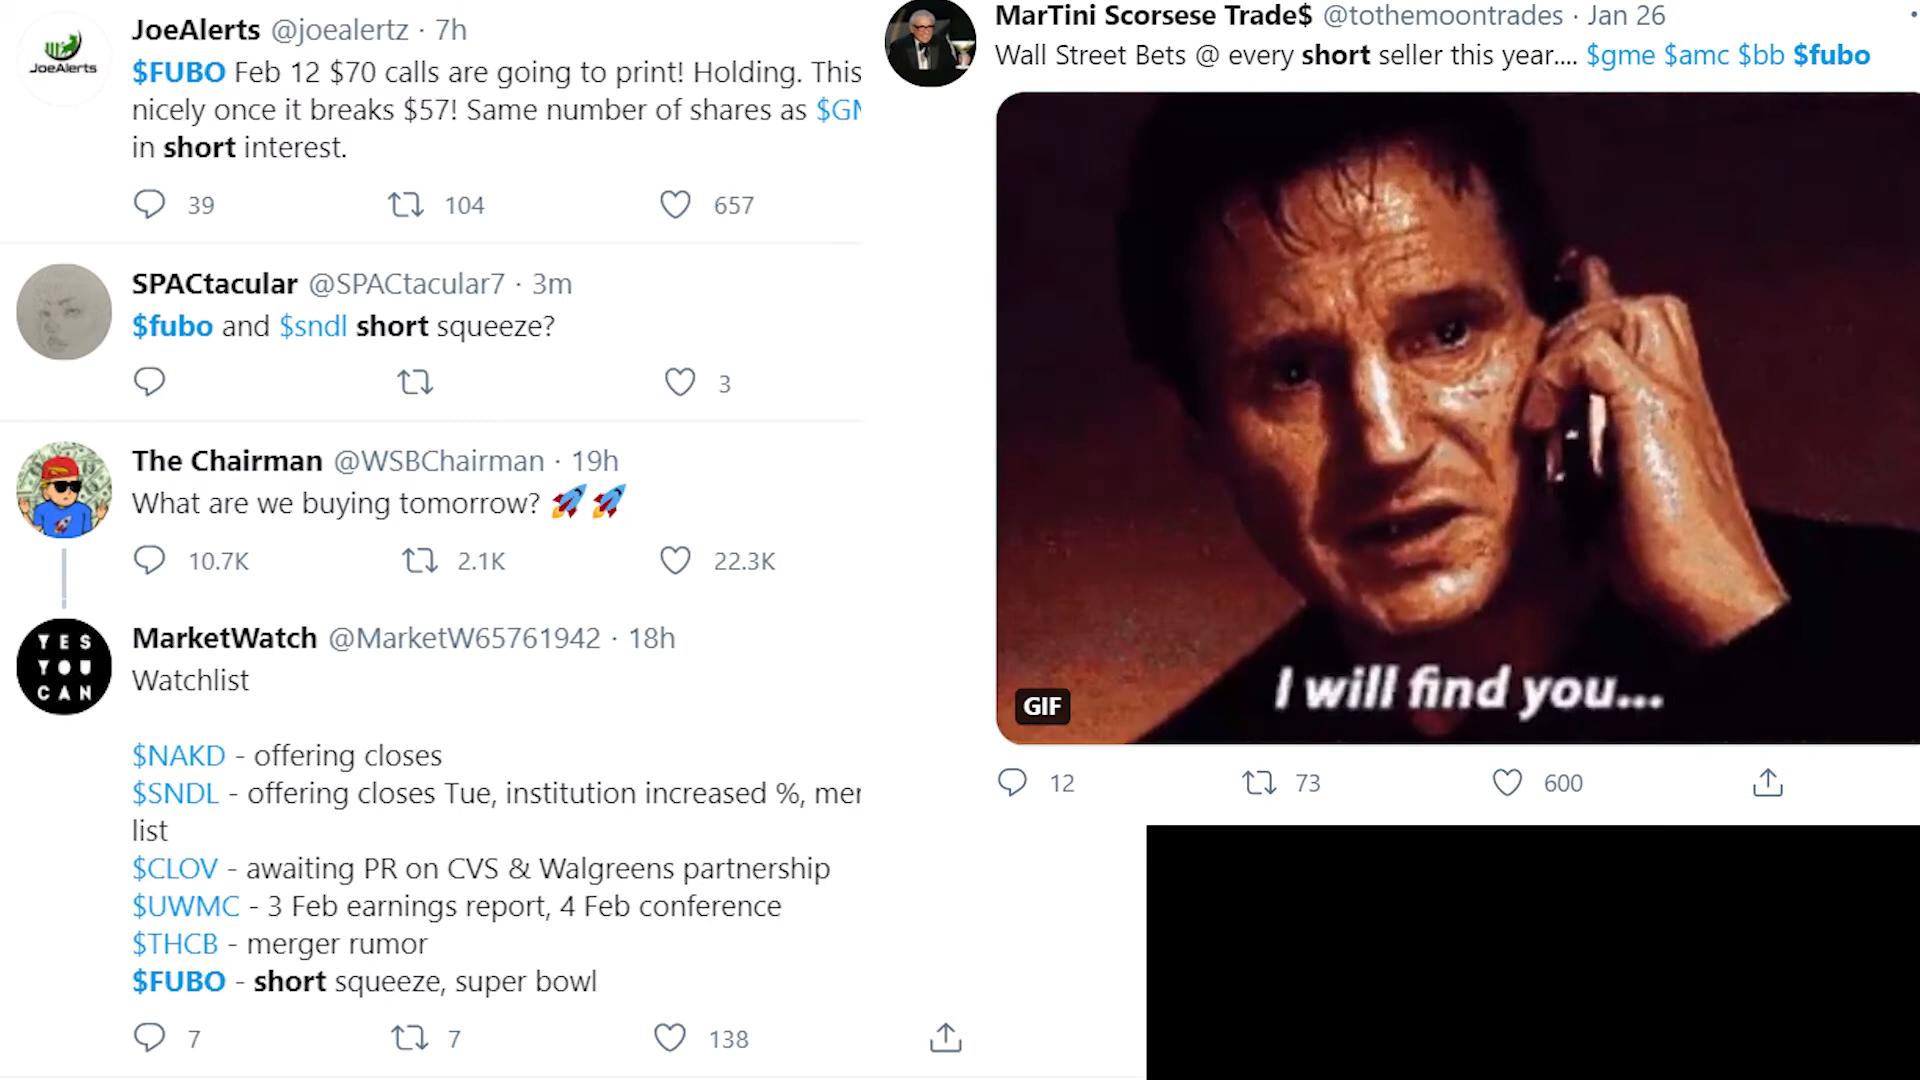 JoeAlerts
JoeAlerts @joealertz · 7h
$FUBO Feb 12 $70 calls are going to print! Holding. This
nicely once it breaks $57! Same number of shares as
in short interest.
39 104 657
SPACtacular @SPACtacular7 · 3m
$fubo and $sndl short squeeze?
3
The Chairman @WSBChairman · 19h
What are we buying tomorrow? 🚀🚀
10.7K 2.1K 22.3K
YES
YOU
CAN
MarketWatch @MarketW65761942 · 18h
Watchlist
$NAKD - offering closes
$SNDL - offering closes Tue, institution increased %,
list
$CLOV - awaiting PR on CVS & Walgreens partnership
$UWMC - 3 Feb earnings report, 4 Feb conference
$THCB - merger rumor
$FUBO - short squeeze, super bowl
7 7 138
MarTini Scorsese Trade$ @tothemoontrades · Jan 26
Wall Street Bets @ every short seller this year.... $gme $amc $bb $fubo
I will find you...
GIF
12 73 600